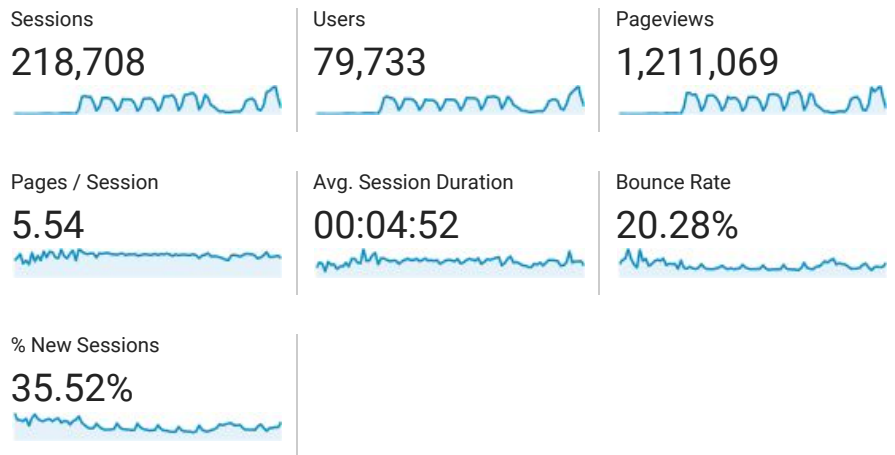 Sessions
218,708
Users
79,733
Pageviews
1,211,069
Pages / Session
5.54
Avg. Session Duration
00:04:52
Bounce Rate
20.28%
% New Sessions
35.52%